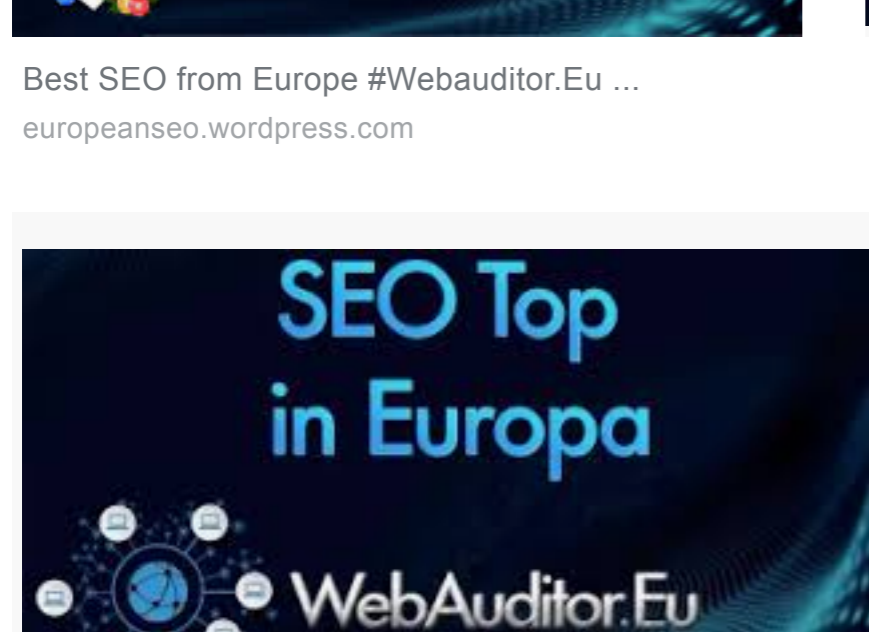 Best SEO from Europe #Webauditor.Eu ...
europeanseo.wordpress.com
SEO Top
in Europa
WebAuditor.Eu